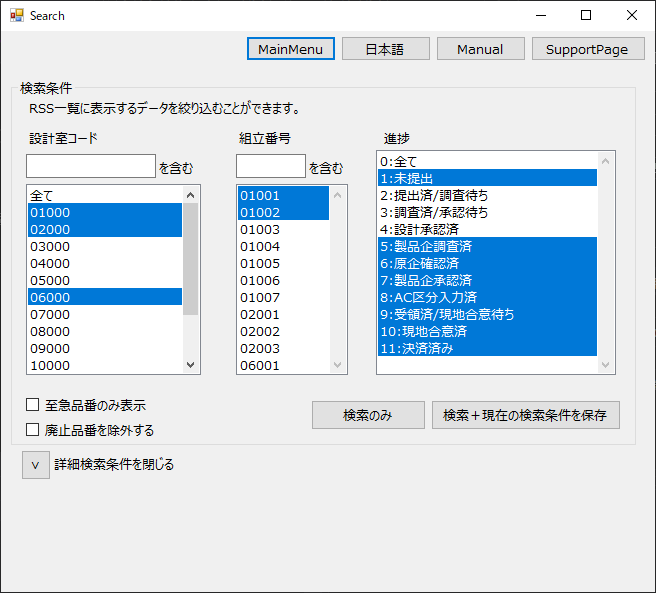 Search
MainMenu 日本語 Manual SupportPage
検索条件
RSS一覧に表示するデータを絞り込むことができます。
設計室コード
を含む
全て
01000
02000
03000
04000
05000
06000
07000
08000
09000
10000
組立番号
を含む
01001
01002
01003
01004
01005
01006
01007
02001
02002
02003
06001
進捗
0:全て
1:未提出
2:提出済/調査待ち
3:調査済/承認待ち
4:設計承認済
5:製品企調査済
6:原企確認済
7:製品企承認済
8:AC区分入力済
9:受領済/現地合意待ち
10:現地合意済
11:決済済み
至急品番のみ表示
廃止品番を除外する
検索のみ 検索＋現在の検索条件を保存
v 詳細検索条件を閉じる